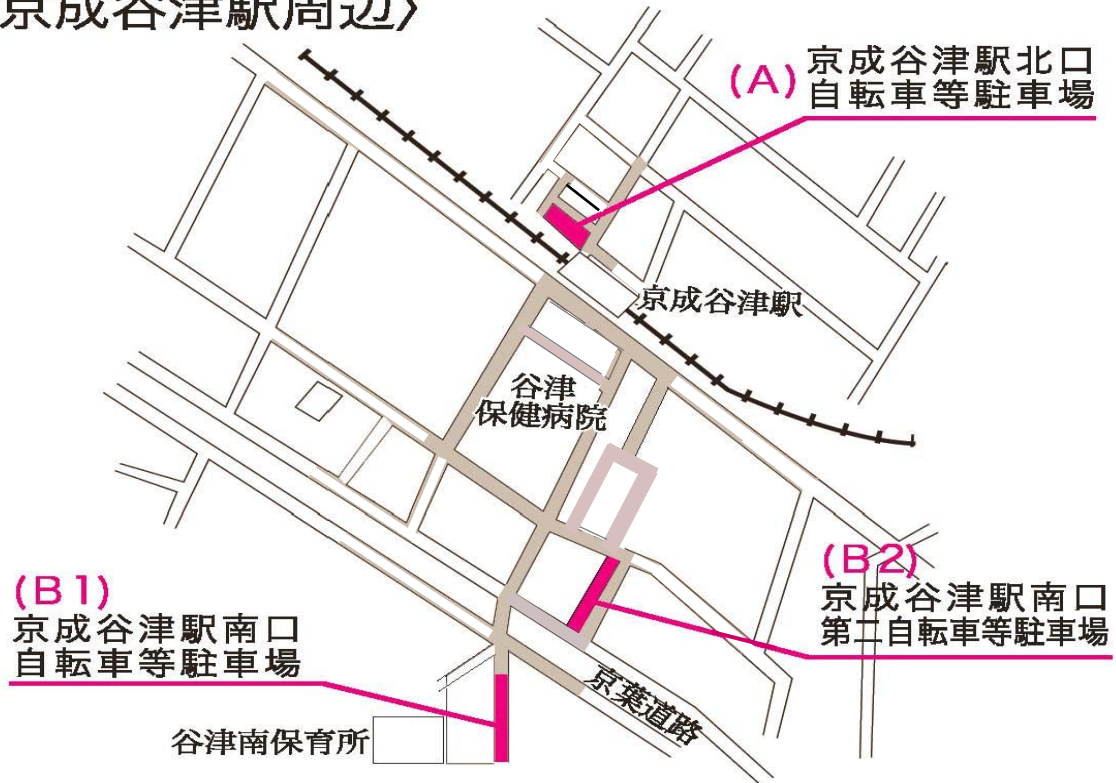 京成谷津駅周辺〉
(A)
京成谷津駅北口
自転車等駐車場
京成谷津駅
谷津
保健病院
(B1)
京成谷津駅南口
自転車等駐車場
(B2)
京成谷津駅南口
第二自転車等駐車場
京葉道路
谷津南保育所